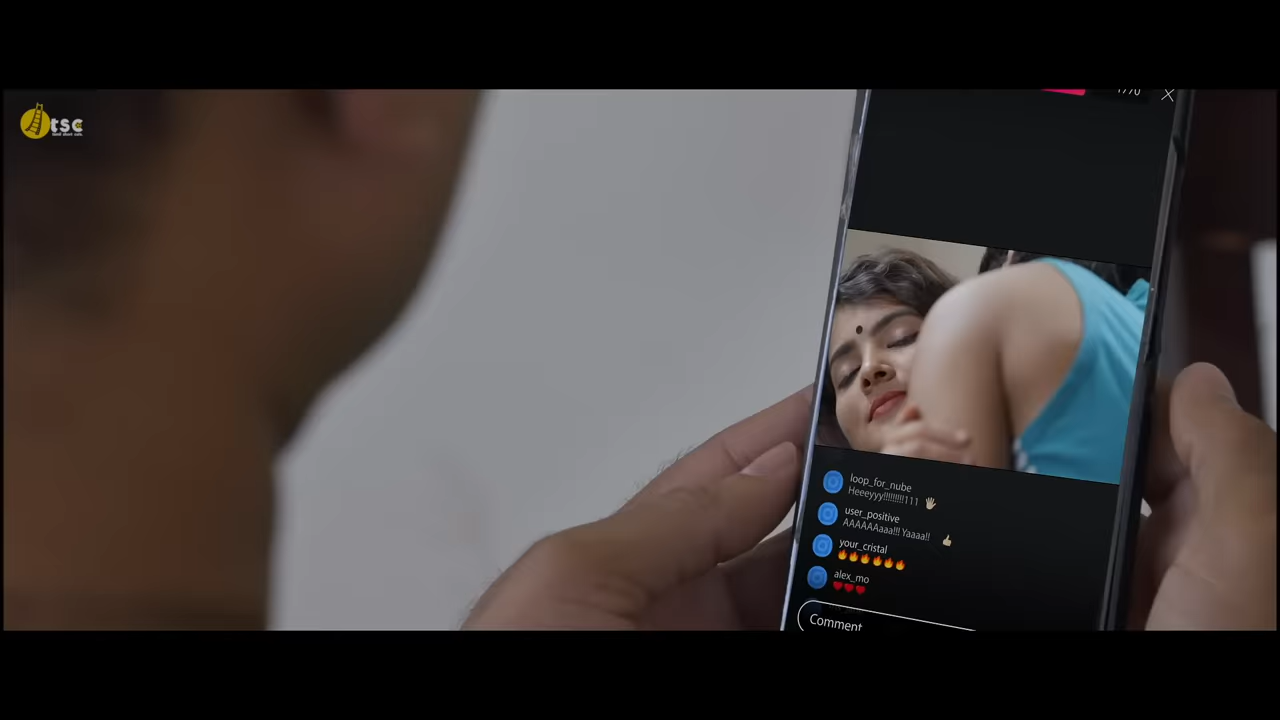 tsc
loop_for_nube
Heeeyyy!!!!!!!!!111 🖐
user_positive
AAAAAAaaa!!! Yaaaa!! 👍
your_cristal
🔥🔥🔥🔥🔥🔥
alex_mo
❤❤❤
Comment